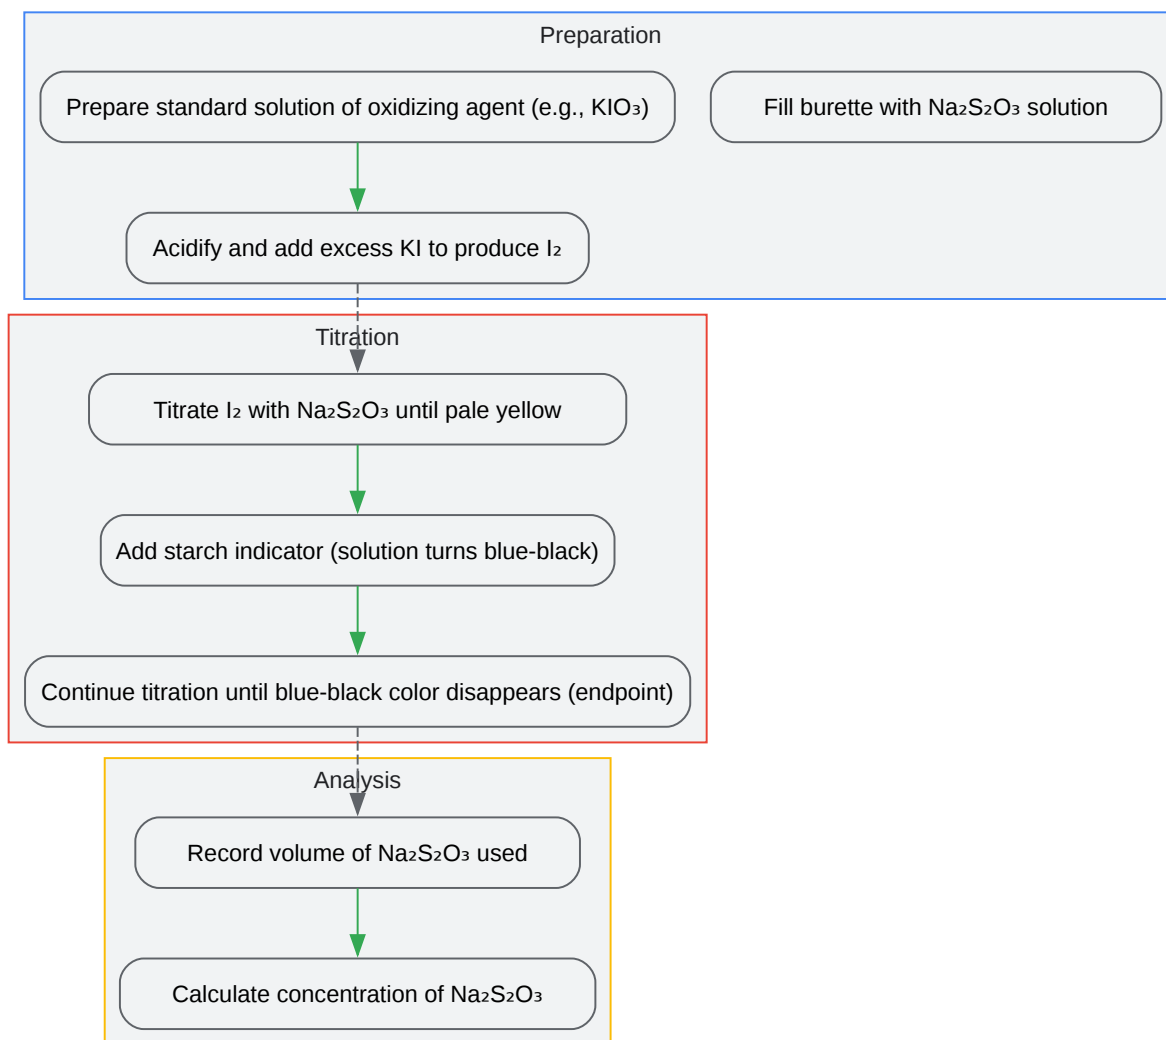 Preparation
Prepare standard solution of oxidizing agent (e.g., KIO₃)
Fill burette with Na₂S₂O₃ solution
Acidify and add excess KI to produce I₂
Titration
Titrate I₂ with Na₂S₂O₃ until pale yellow
Add starch indicator (solution turns blue-black)
Continue titration until blue-black color disappears (endpoint)
Analysis
Record volume of Na₂S₂O₃ used
Calculate concentration of Na₂S₂O₃